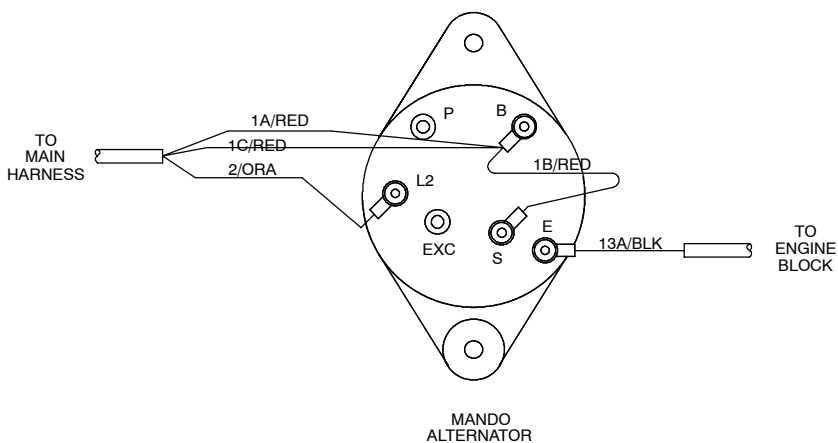 P
B
1A/RED
TO
MAIN
HARNESS
1C/RED
1B/RED
2/ORA
L2
E
EXC
S
13A/BLK
TO
ENGINE
BLOCK
MANDO
ALTERNATOR